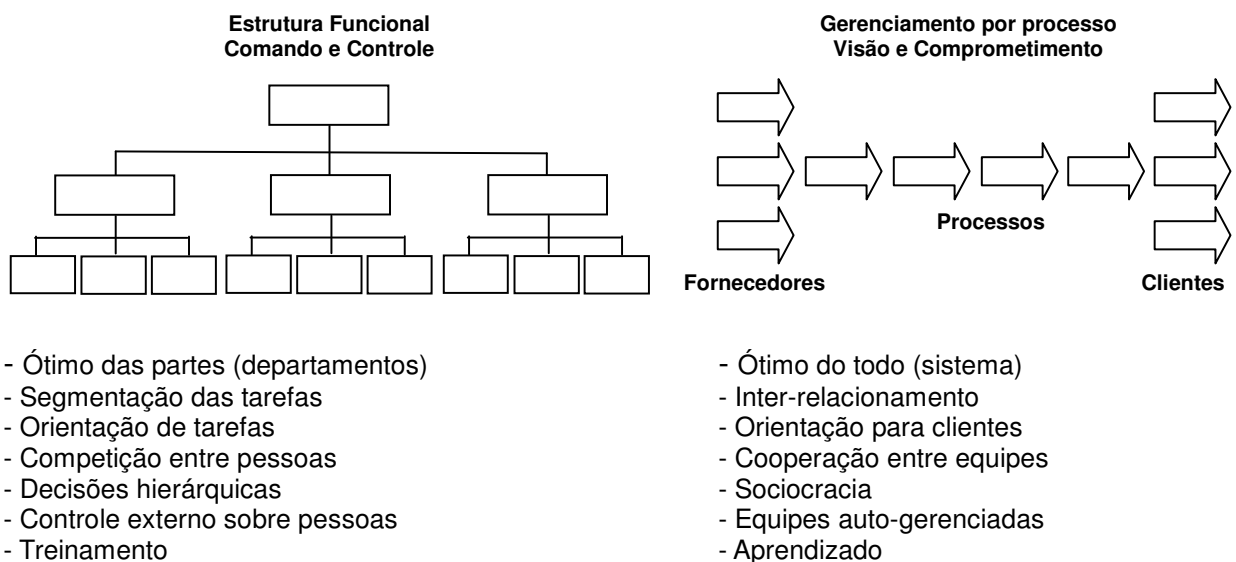 Estrutura Funcional
Comando e Controle
Gerenciamento por processo
Visão e Comprometimento
Processos
Fornecedores
Clientes
- Ótimo das partes (departamentos)
- Segmentação das tarefas
- Orientação de tarefas
- Competição entre pessoas
- Decisões hierárquicas
- Controle externo sobre pessoas
- Treinamento
- Ótimo do todo (sistema)
- Inter-relacionamento
- Orientação para clientes
- Cooperação entre equipes
- Sociocracia
- Equipes auto-gerenciadas
- Aprendizado